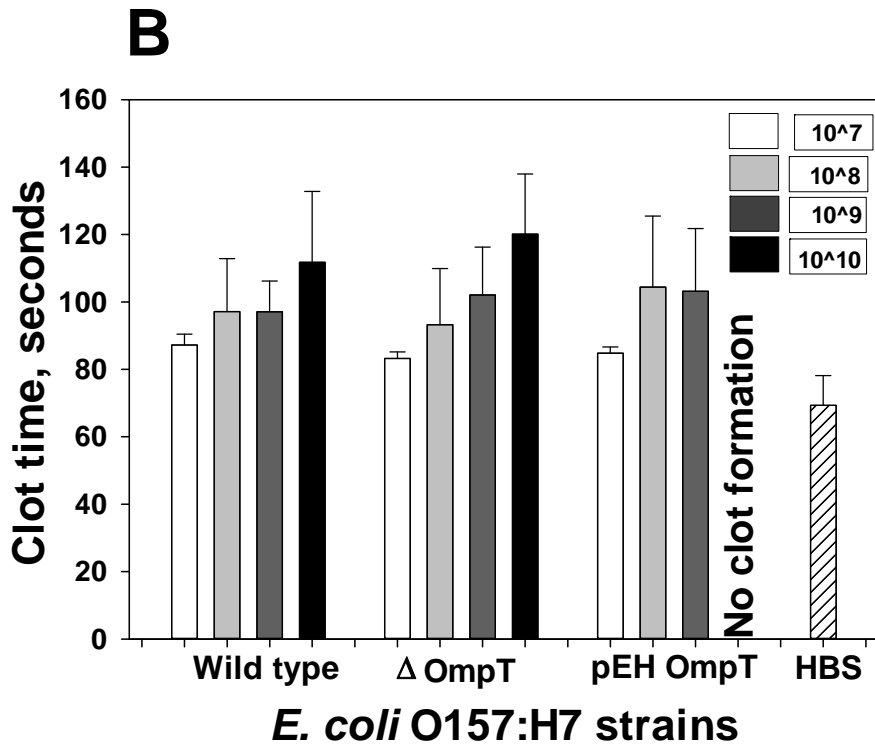 B
Clot time, seconds
160
140
120
100
80
60
40
20
0
10^7
10^8
10^9
10^10
No clot formation
Wild type
Δ OmpT
pEH OmpT
HBS
E. coli O157:H7 strains